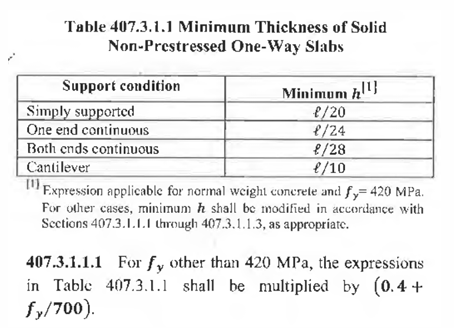 Table 407.3.1.1 Minimum Thickness of Solid
Non-Prestressed One-Way Slabs
Support condition Minimum h[1]
Simply supported ℓ/20
One end continuous ℓ/24
Both ends continuous ℓ/28
Cantilever ℓ/10
[1] Expression applicable for normal weight concrete and fy= 420 MPa.
For other cases, minimum h shall be modified in accordance with
Sections 407.3.1.1.1 through 407.3.1.1.3, as appropriate.
407.3.1.1.1 For fy other than 420 MPa, the expressions
in Table 407.3.1.1 shall be multiplied by (0.4 +
fy/700).